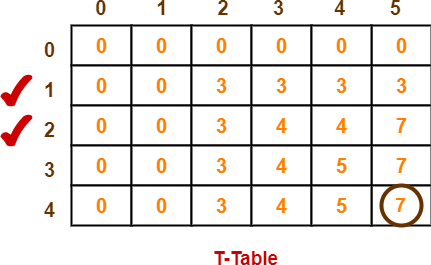 0 1 2 3 4 5
0 0 0 0 0 0 0
1 0 0 3 3 3 3
2 0 0 3 4 4 7
3 0 0 3 4 5 7
4 0 0 3 4 5 7
T-Table